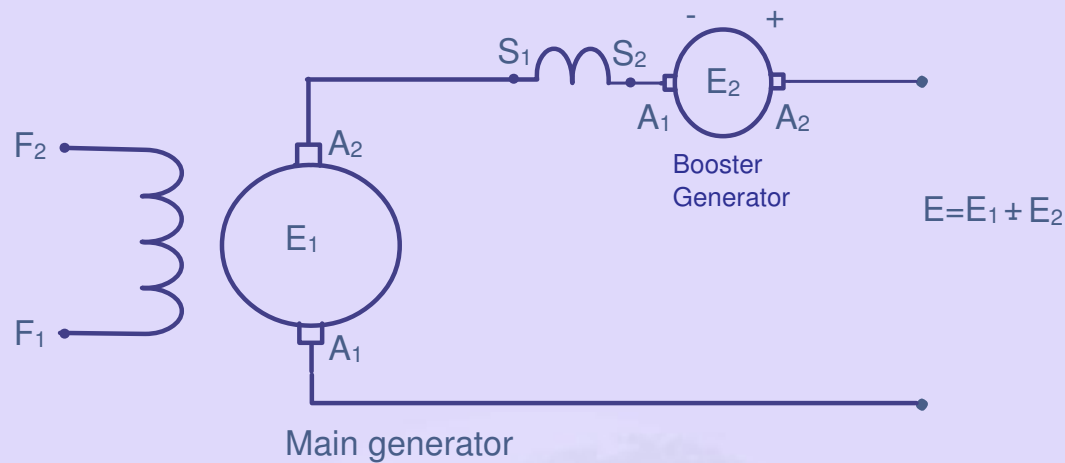 - +
S₁ S₂ E₂
A₁ A₂
F₂ A₂
Booster
Generator
E₁ E=E₁ ± E₂
F₁ A₁
Main generator